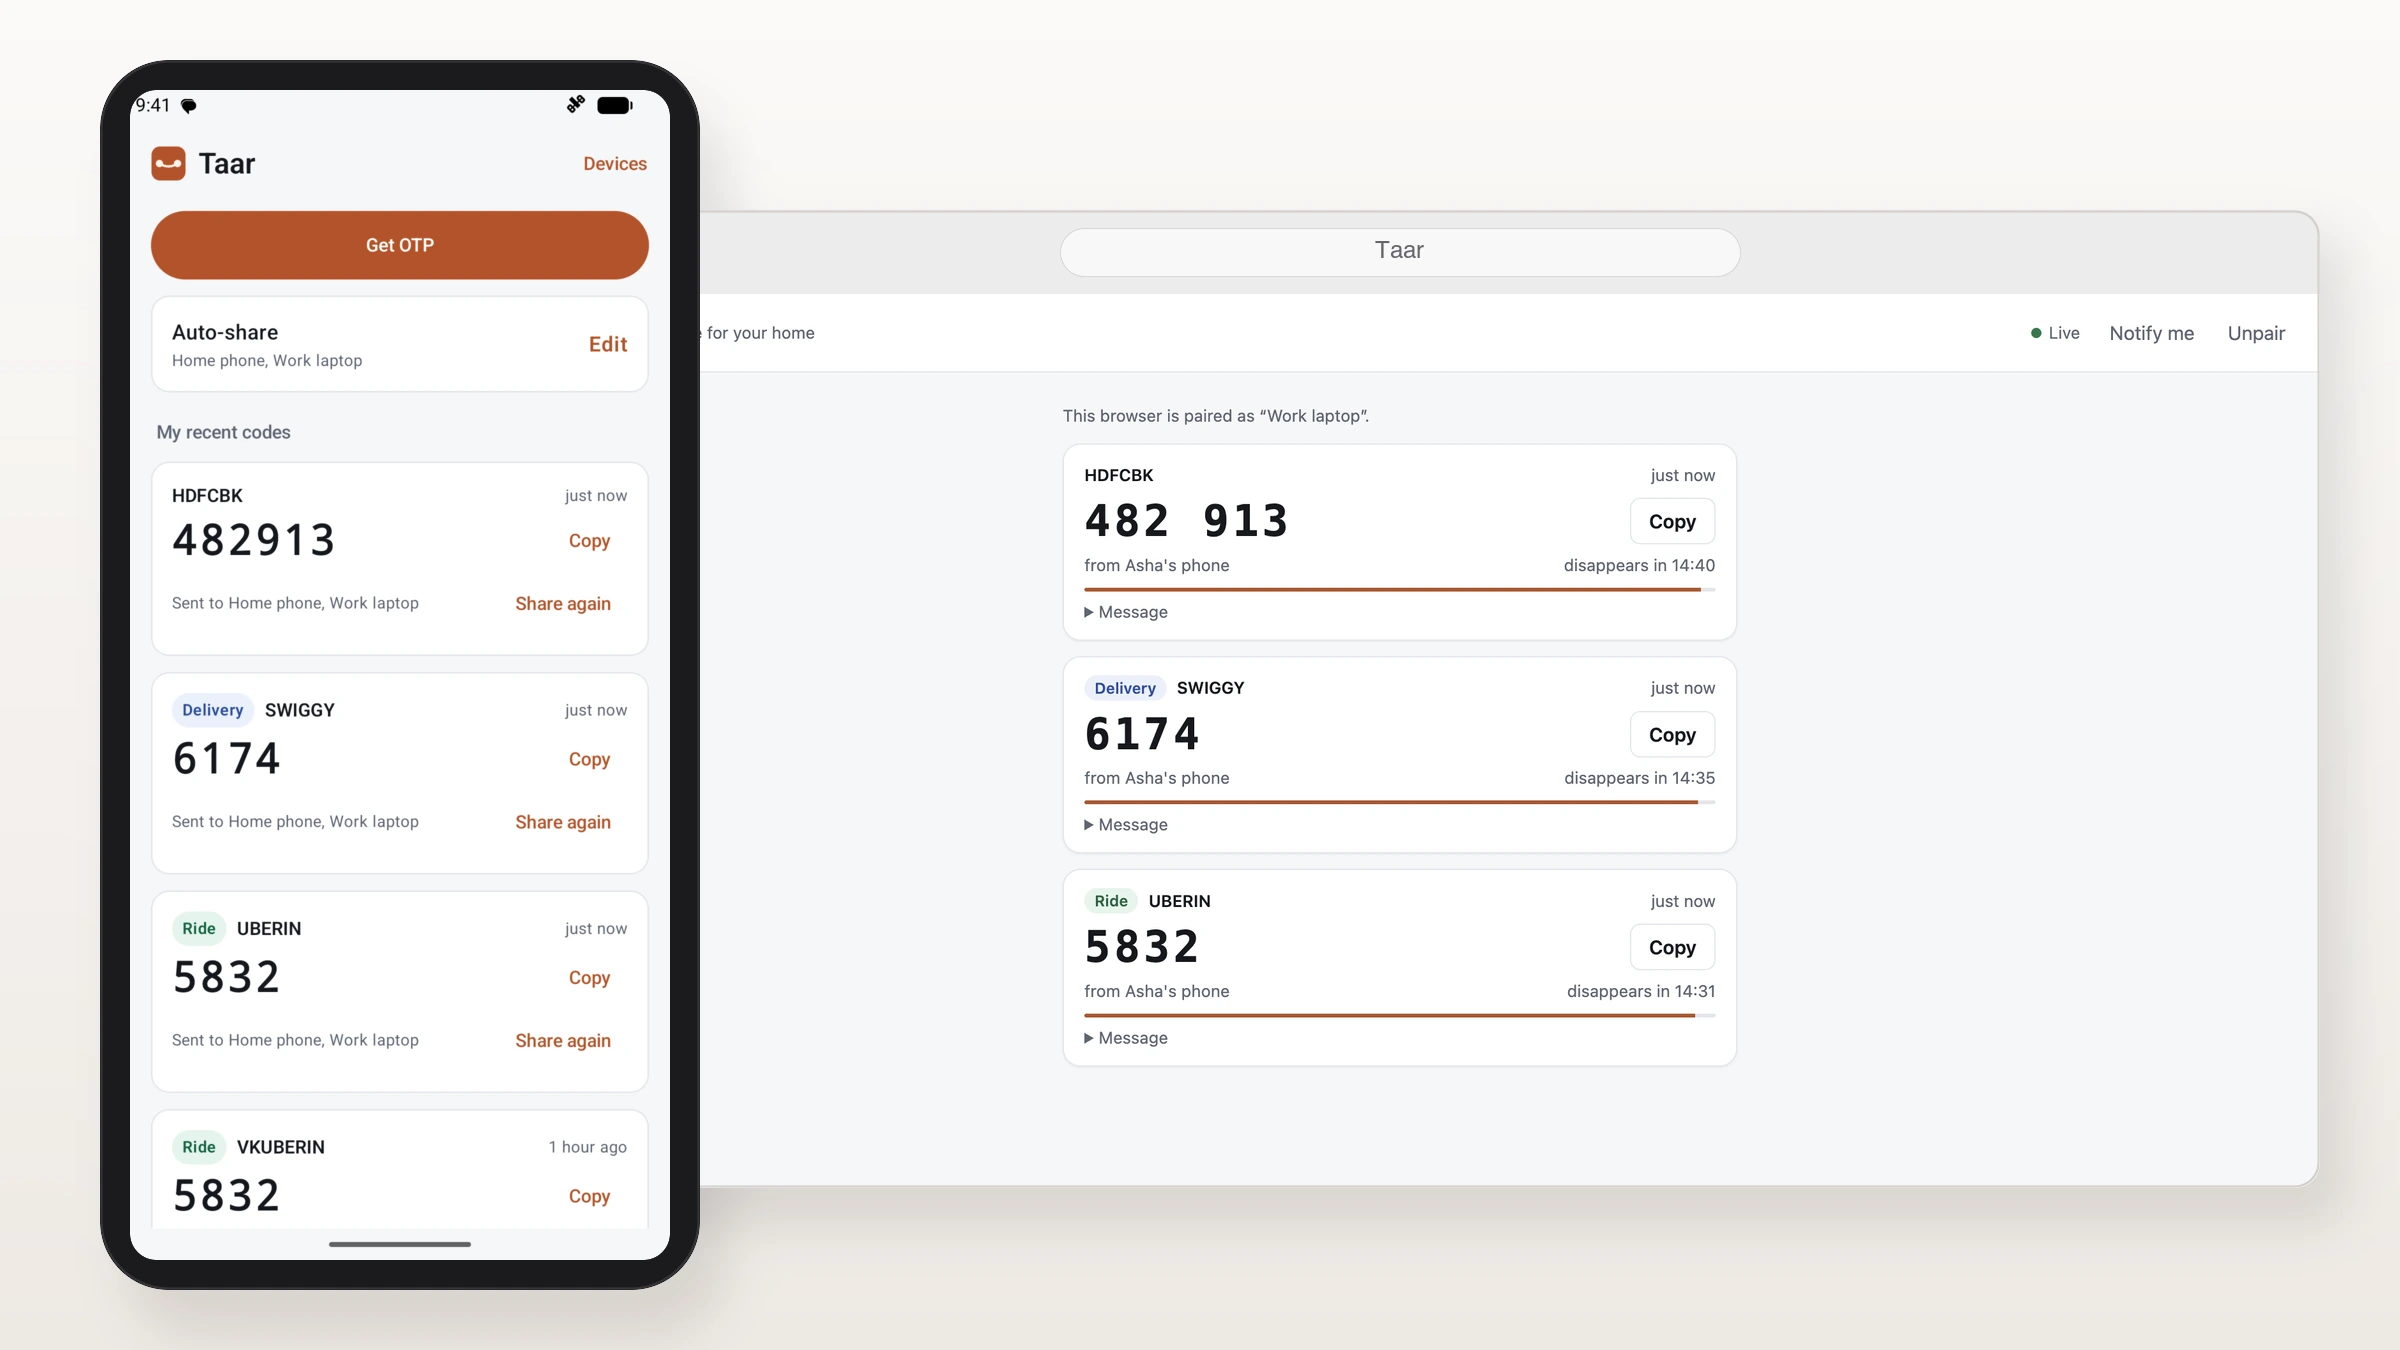 9:41
Taar
Devices
Get OTP
Auto-share
Home phone, Work laptop
Edit
My recent codes
HDFCBK
just now
482913
Copy
Sent to Home phone, Work laptop
Share again
Delivery
SWIGGY
just now
6174
Copy
Sent to Home phone, Work laptop
Share again
Ride
UBERIN
just now
5832
Copy
Sent to Home phone, Work laptop
Share again
Ride
VKUBERIN
1 hour ago
5832
Copy
Taar
for your home
Live
Notify me
Unpair
This browser is paired as “Work laptop”.
HDFCBK
just now
482 913
Copy
from Asha's phone
disappears in 14:40
Message
Delivery
SWIGGY
just now
6174
Copy
from Asha's phone
disappears in 14:35
Message
Ride
UBERIN
just now
5832
Copy
from Asha's phone
disappears in 14:31
Message